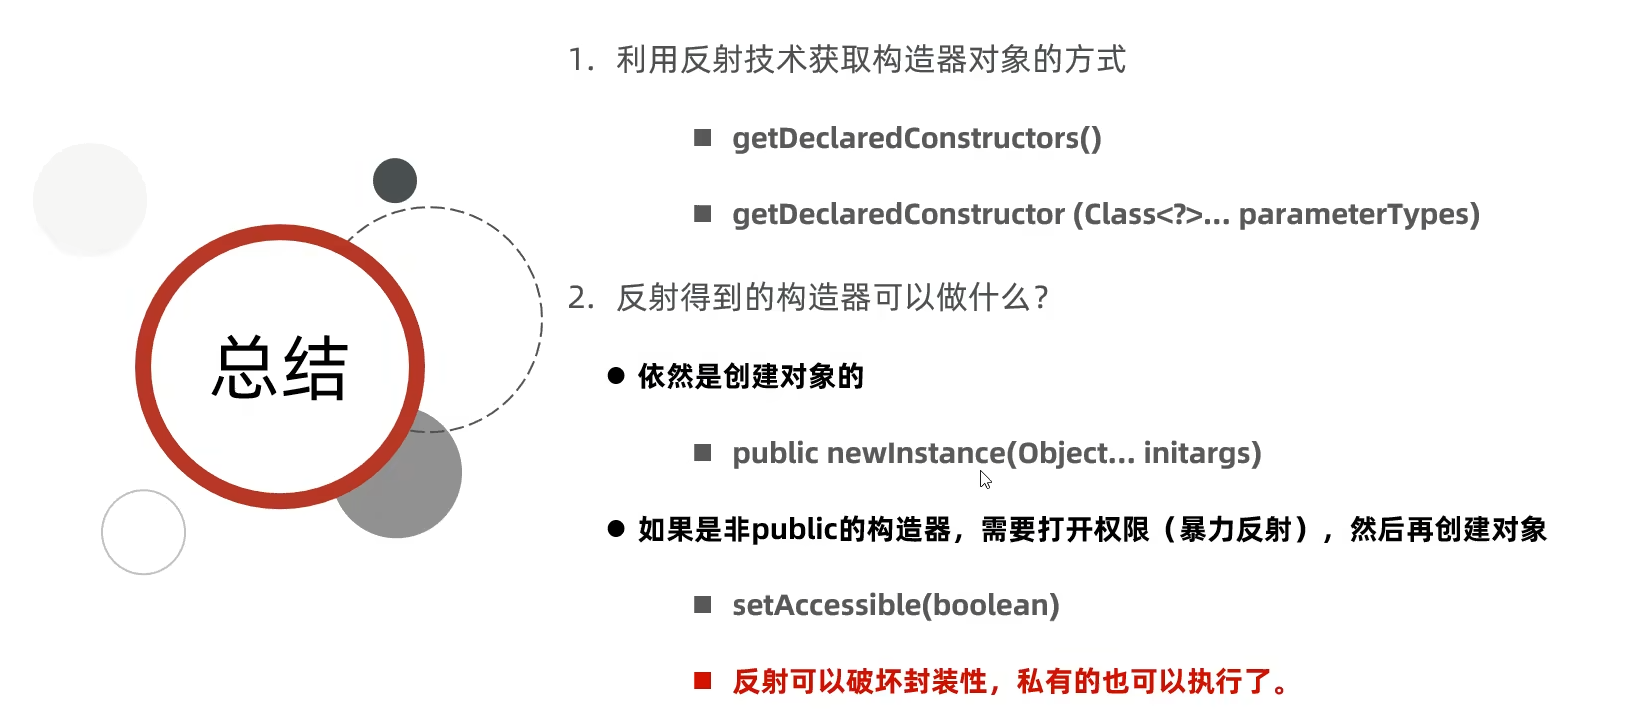 总结
1. 利用反射技术获取构造器对象的方式
getDeclaredConstructors()
getDeclaredConstructor (Class<?>... parameterTypes)
2. 反射得到的构造器可以做什么？
依然是创建对象的
public newInstance(Object... initargs)
如果是非public的构造器，需要打开权限（暴力反射），然后再创建对象
setAccessible(boolean)
反射可以破坏封装性，私有的也可以执行了。